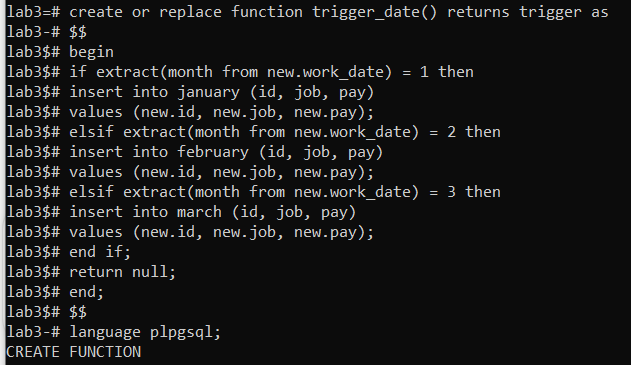 lab3=# create or replace function trigger_date() returns trigger as
lab3-# $$
lab3$# begin
lab3$# if extract(month from new.work_date) = 1 then
lab3$# insert into january (id, job, pay)
lab3$# values (new.id, new.job, new.pay);
lab3$# elsif extract(month from new.work_date) = 2 then
lab3$# insert into february (id, job, pay)
lab3$# values (new.id, new.job, new.pay);
lab3$# elsif extract(month from new.work_date) = 3 then
lab3$# insert into march (id, job, pay)
lab3$# values (new.id, new.job, new.pay);
lab3$# end if;
lab3$# return null;
lab3$# end;
lab3$# $$
lab3-# language plpgsql;
CREATE FUNCTION